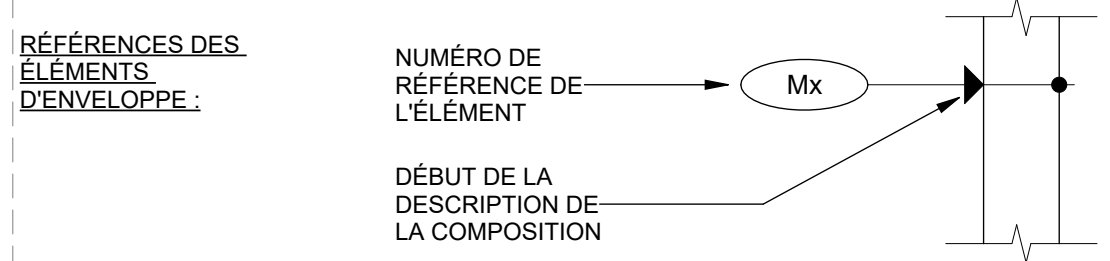 RÉFÉRENCES DES
ÉLÉMENTS
D'ENVELOPPE :
NUMÉRO DE
RÉFÉRENCE DE
L'ÉLÉMENT
Mx
DÉBUT DE LA
DESCRIPTION DE
LA COMPOSITION